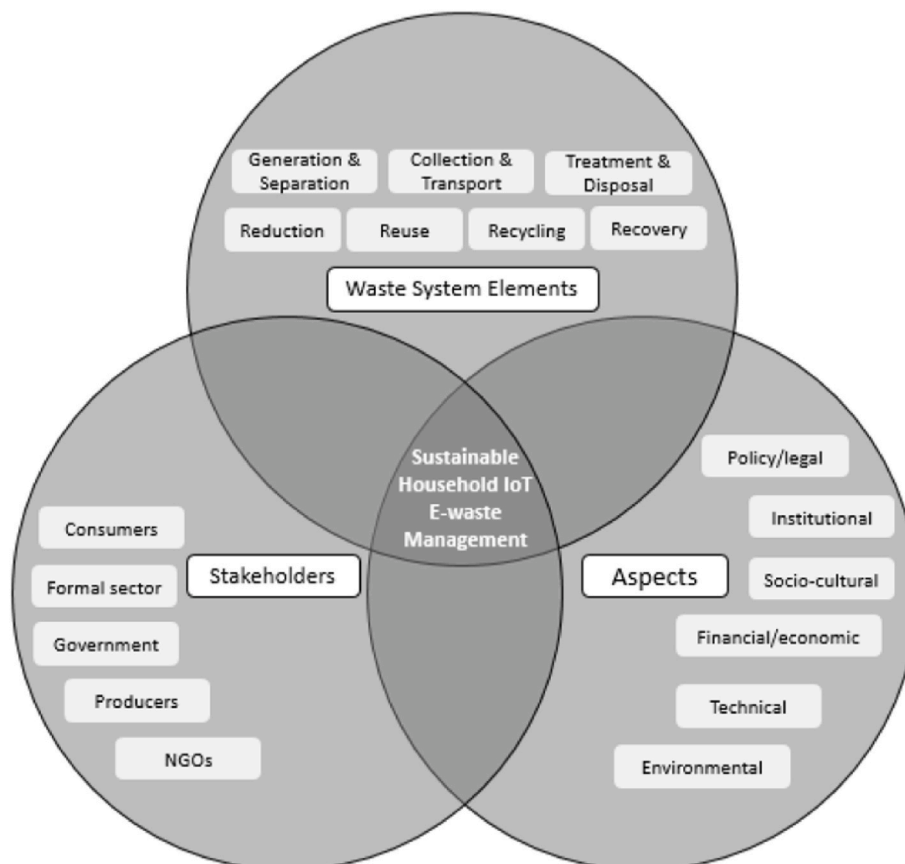 Generation &
Separation
Collection &
Transport
Treatment &
Disposal
Reduction
Reuse
Recycling
Recovery
Waste System Elements
Sustainable
Household IoT
E-waste
Management
Consumers
Formal sector
Government
Producers
NGOs
Stakeholders
Aspects
Policy/legal
Institutional
Socio-cultural
Financial/economic
Technical
Environmental